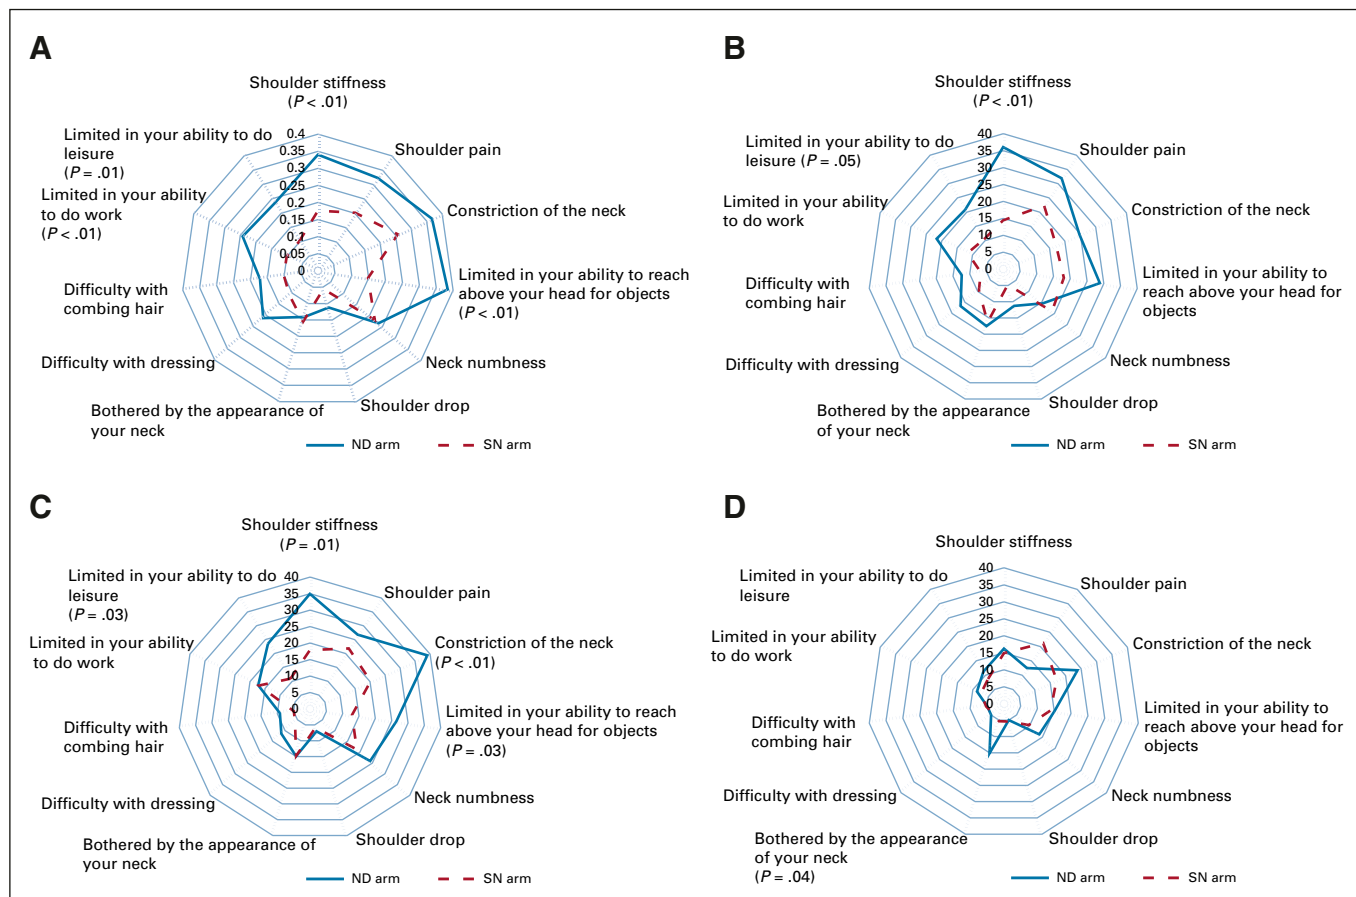 A
Shoulder stiffness
(P < .01)
Limited in your ability to do
leisure
(P = .01)
Shoulder pain
Limited in your ability
to do work
(P < .01)
Constriction of the neck
0.4
0.35
0.3
0.25
0.2
0.15
0.1
0.05
0
Difficulty with
combing hair
Limited in your ability to reach
above your head for objects
(P < .01)
Difficulty with dressing
Neck numbness
Bothered by the appearance of
your neck
Shoulder drop
ND arm
SN arm
B
Shoulder stiffness
(P < .01)
Limited in your ability to do
leisure (P = .05)
Shoulder pain
Limited in your ability
to do work
Constriction of the neck
40
35
30
25
20
15
10
5
0
Difficulty with
combing hair
Limited in your ability to
reach above your head for
objects
Difficulty with dressing
Neck numbness
Bothered by the appearance
of your neck
Shoulder drop
ND arm
SN arm
C
Shoulder stiffness
(P = .01)
Limited in your ability to do
leisure
(P = .03)
Shoulder pain
Limited in your ability
to do work
Constriction of the neck
(P < .01)
40
35
30
25
20
15
10
5
0
Difficulty with
combing hair
Limited in your ability to reach
above your head for objects
(P = .03)
Difficulty with dressing
Neck numbness
Bothered by the appearance of
your neck
Shoulder drop
ND arm
SN arm
D
Shoulder stiffness
Limited in your ability to do
leisure
Shoulder pain
Limited in your ability
to do work
Constriction of the neck
40
35
30
25
20
15
10
5
0
Difficulty with
combing hair
Limited in your ability to
reach above your head for
objects
Difficulty with dressing
Neck numbness
Bothered by the appearance
of your neck
(P = .04)
Shoulder drop
ND arm
SN arm